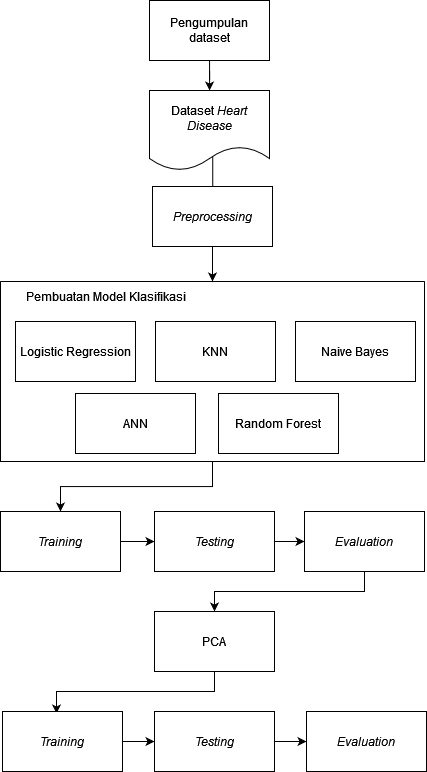 Pengumpulan
dataset
Dataset Heart
Disease
Preprocessing
Pembuatan Model Klasifikasi
Logistic Regression
KNN
Naive Bayes
ANN
Random Forest
Training
Testing
Evaluation
PCA
Training
Testing
Evaluation